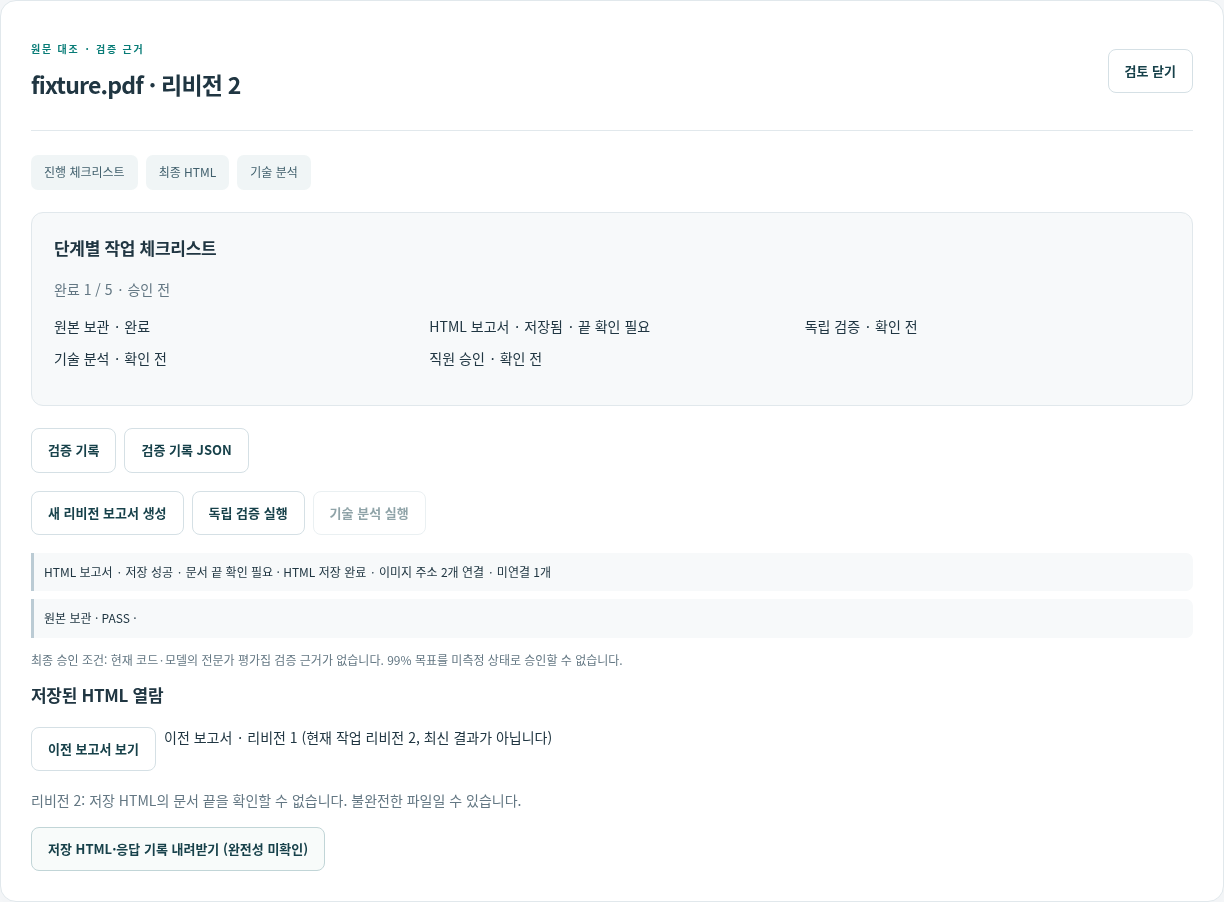 원문 대조 · 검증 근거
fixture.pdf · 리비전 2
검토 닫기
진행 체크리스트
최종 HTML
기술 분석
단계별 작업 체크리스트
완료 1 / 5 · 승인 전
원본 보관 · 완료
HTML 보고서 · 저장됨 · 끝 확인 필요
독립 검증 · 확인 전
기술 분석 · 확인 전
직원 승인 · 확인 전
검증 기록
검증 기록 JSON
새 리비전 보고서 생성
독립 검증 실행
기술 분석 실행
HTML 보고서 · 저장 성공 · 문서 끝 확인 필요 · HTML 저장 완료 · 이미지 주소 2개 연결 · 미연결 1개
원본 보관 · PASS ·
최종 승인 조건: 현재 코드·모델의 전문가 평가집 검증 근거가 없습니다. 99% 목표를 미측정 상태로 승인할 수 없습니다.
저장된 HTML 열람
이전 보고서 보기
이전 보고서 · 리비전 1 (현재 작업 리비전 2, 최신 결과가 아닙니다)
리비전 2: 저장 HTML의 문서 끝을 확인할 수 없습니다. 불완전한 파일일 수 있습니다.
저장 HTML·응답 기록 내려받기 (완전성 미확인)